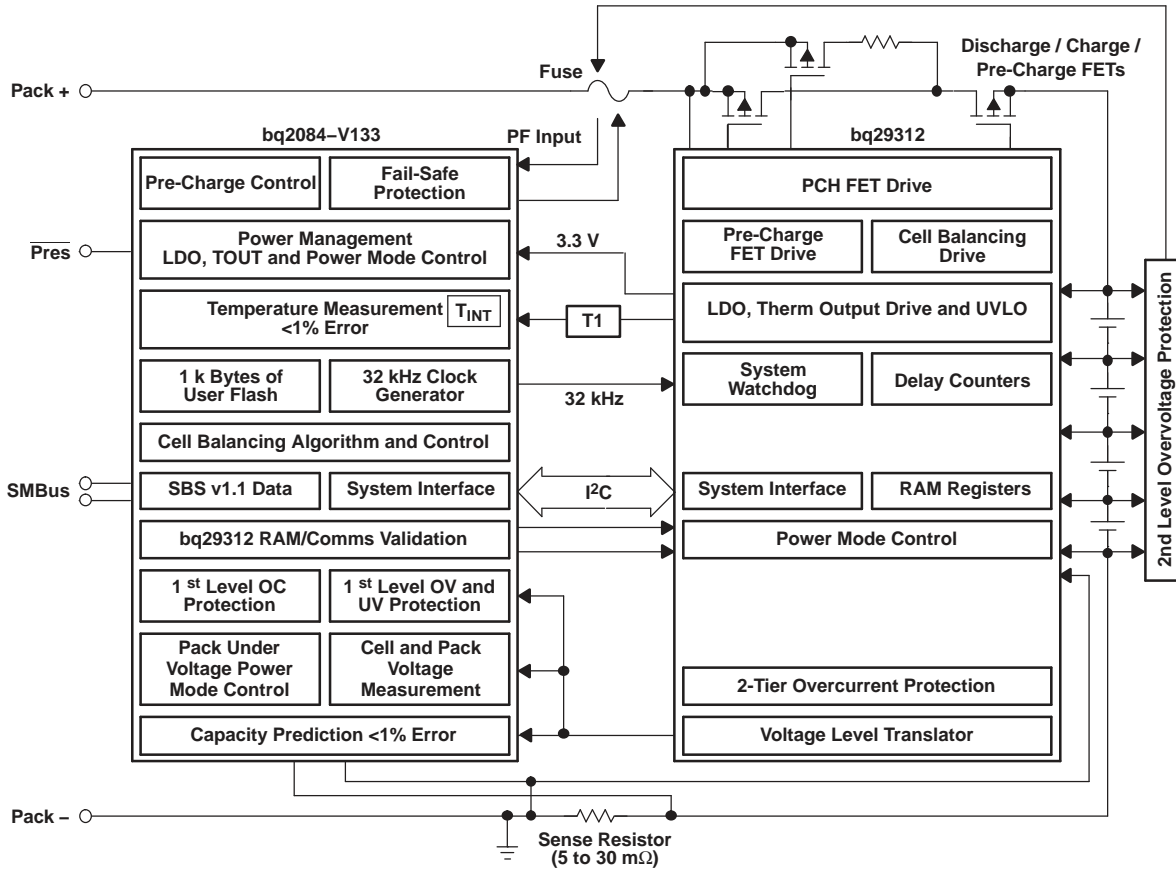 Discharge / Charge /
Pre-Charge FETs
Fuse
Pack +
bq2084–V133
PF Input
bq29312
Pre-Charge Control
Fail-Safe
Protection
PCH FET Drive
Pres
Power Management
LDO, TOUT and Power Mode Control
3.3 V
Pre-Charge
FET Drive
Cell Balancing
Drive
Temperature Measurement
<1% Error
TINT
T1
LDO, Therm Output Drive and UVLO
1 k Bytes of
User Flash
32 kHz Clock
Generator
32 kHz
System
Watchdog
Delay Counters
2nd Level Overvoltage Protection
Cell Balancing Algorithm and Control
SMBus
SBS v1.1 Data
System Interface
I2C
System Interface
RAM Registers
bq29312 RAM/Comms Validation
Power Mode Control
1 st Level OC
Protection
1 st Level OV and
UV Protection
Pack Under
Voltage Power
Mode Control
Cell and Pack
Voltage
Measurement
2-Tier Overcurrent Protection
Capacity Prediction <1% Error
Voltage Level Translator
Pack –
Sense Resistor
(5 to 30 mΩ)